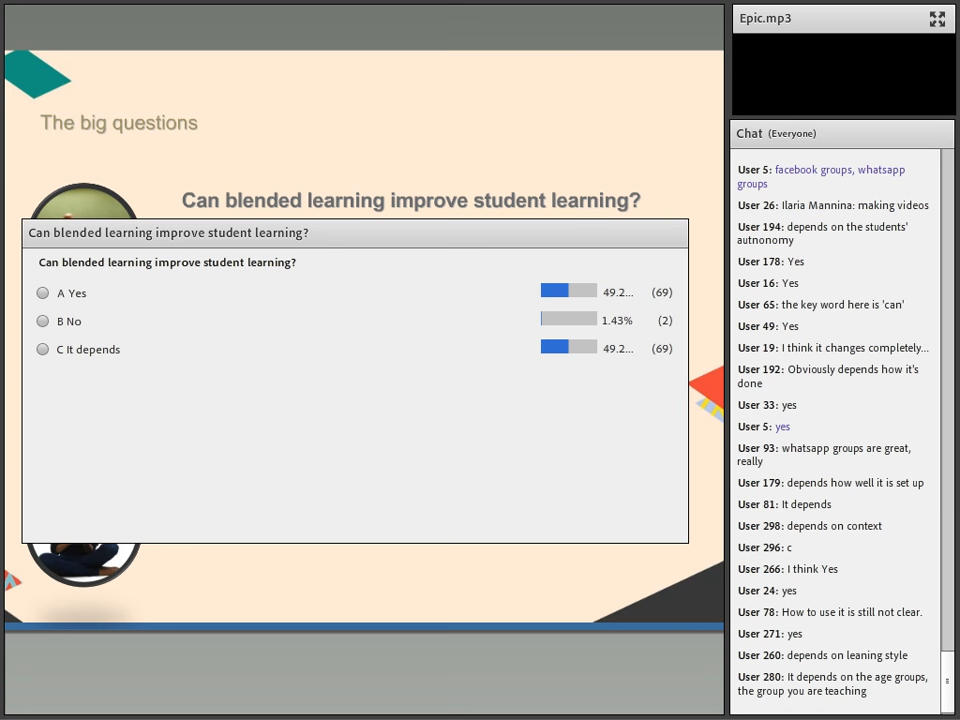 The big questions
Can blended learning improve student learning?
Can blended learning improve student learning?
Can blended learning improve student learning?
A Yes 49.2... (69)
B No 1.43% (2)
C It depends 49.2... (69)
Epic.mp3
Chat (Everyone)
User 5: facebook groups, whatsapp
groups
User 26: Ilaria Mannina: making videos
User 194: depends on the students'
autnonomy
User 178: Yes
User 16: Yes
User 65: the key word here is 'can'
User 49: Yes
User 19: I think it changes completely...
User 192: Obviously depends how it's
done
User 33: yes
User 5: yes
User 93: whatsapp groups are great,
really
User 179: depends how well it is set up
User 81: It depends
User 298: depends on context
User 296: c
User 266: I think Yes
User 24: yes
User 78: How to use it is still not clear.
User 271: yes
User 260: depends on leaning style
User 280: It depends on the age groups,
the group you are teaching